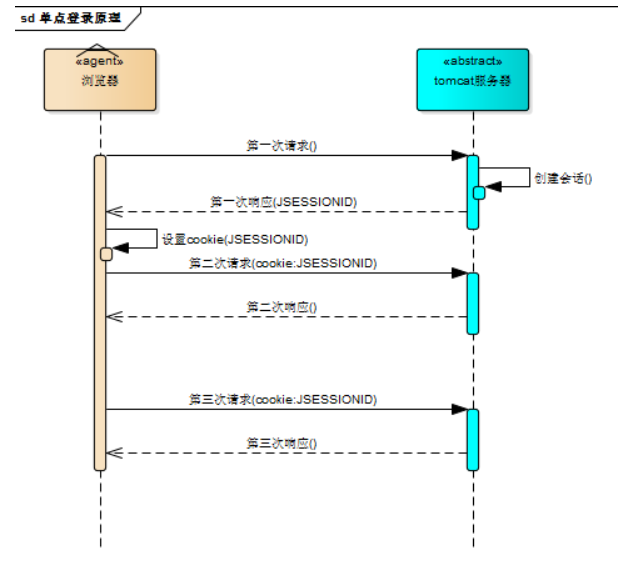 sd 单点登录原理
«agent»
浏览器
«abstract»
tomcat服务器
第一次请求()
创建会话()
第一次响应(JSESSIONID)
设置cookie(JSESSIONID)
第二次请求(cookie:JSESSIONID)
第二次响应()
第三次请求(cookie:JSESSIONID)
第三次响应()